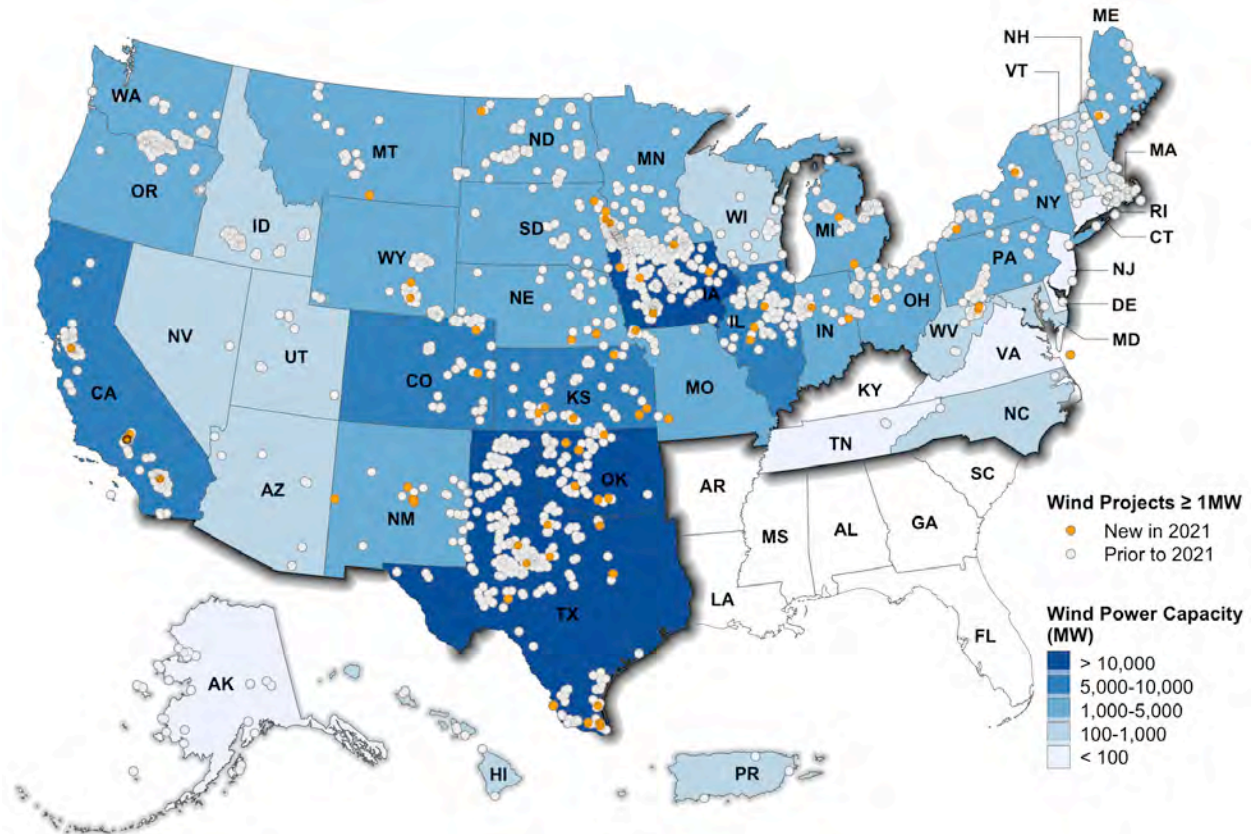 ME
NH
VT
WA
MT
ND
MN
MA
OR
ID
WY
SD
WI
MI
NY
RI
CT
NE
IA
PA
NJ
NV
UT
CO
KS
MO
IL
IN
OH
WV
DE
MD
CA
KY
VA
NC
TN
AZ
NM
OK
AR
SC
MS
AL
GA
TX
LA
FL
AK
HI
PR
Wind Projects ≥ 1MW
New in 2021
Prior to 2021
Wind Power Capacity
(MW)
> 10,000
5,000-10,000
1,000-5,000
100-1,000
< 100